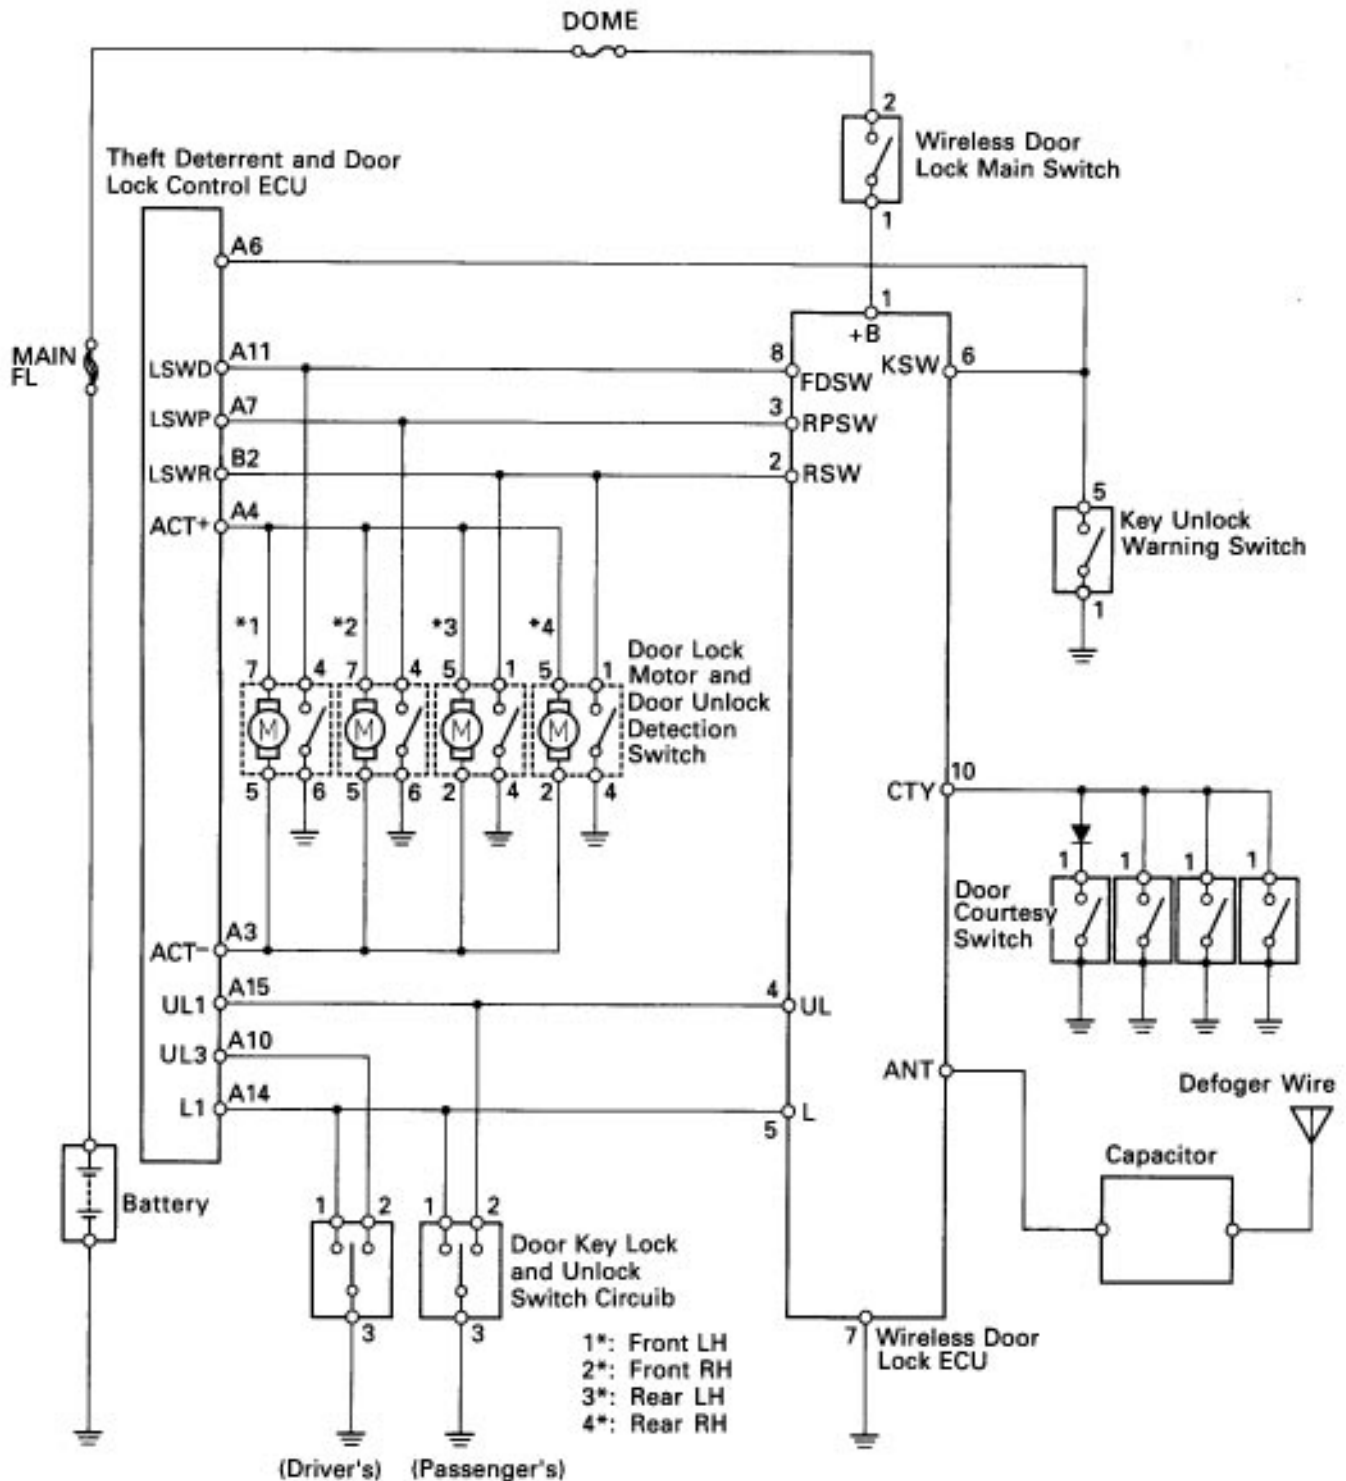 DOME
2
Wireless Door
Lock Main Switch
1
Theft Deterrent and Door
Lock Control ECU
A6
1
+B
MAIN
FL
LSWD
A11
8
FDSW
KSW
6
LSWP
A7
3
RPSW
LSWR
B2
2
RSW
ACT+
A4
5
Key Unlock
Warning Switch
1
*1
*2
*3
*4
7
4
7
4
5
1
5
1
Door Lock
Motor and
Door Unlock
Detection
Switch
M
M
M
M
5
6
5
6
2
4
2
4
CTY
10
1
1
1
1
Door
Courtesy
Switch
ACT-
A3
UL1
A15
4
UL
UL3
A10
ANT
Defoger Wire
L1
A14
L
5
Capacitor
Battery
1
2
1
2
Door Key Lock
and Unlock
Switch Circuib
3
3
7
Wireless Door
Lock ECU
1*: Front LH
2*: Front RH
3*: Rear LH
4*: Rear RH
(Driver's)
(Passenger's)